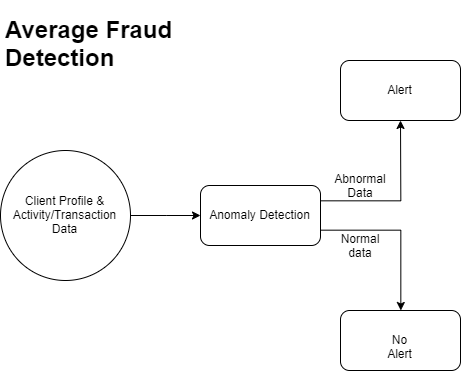 Average Fraud
Detection
Alert
Abnormal
Data
Client Profile &
Activity/Transaction
Data
Anomaly Detection
Normal
data
No
Alert